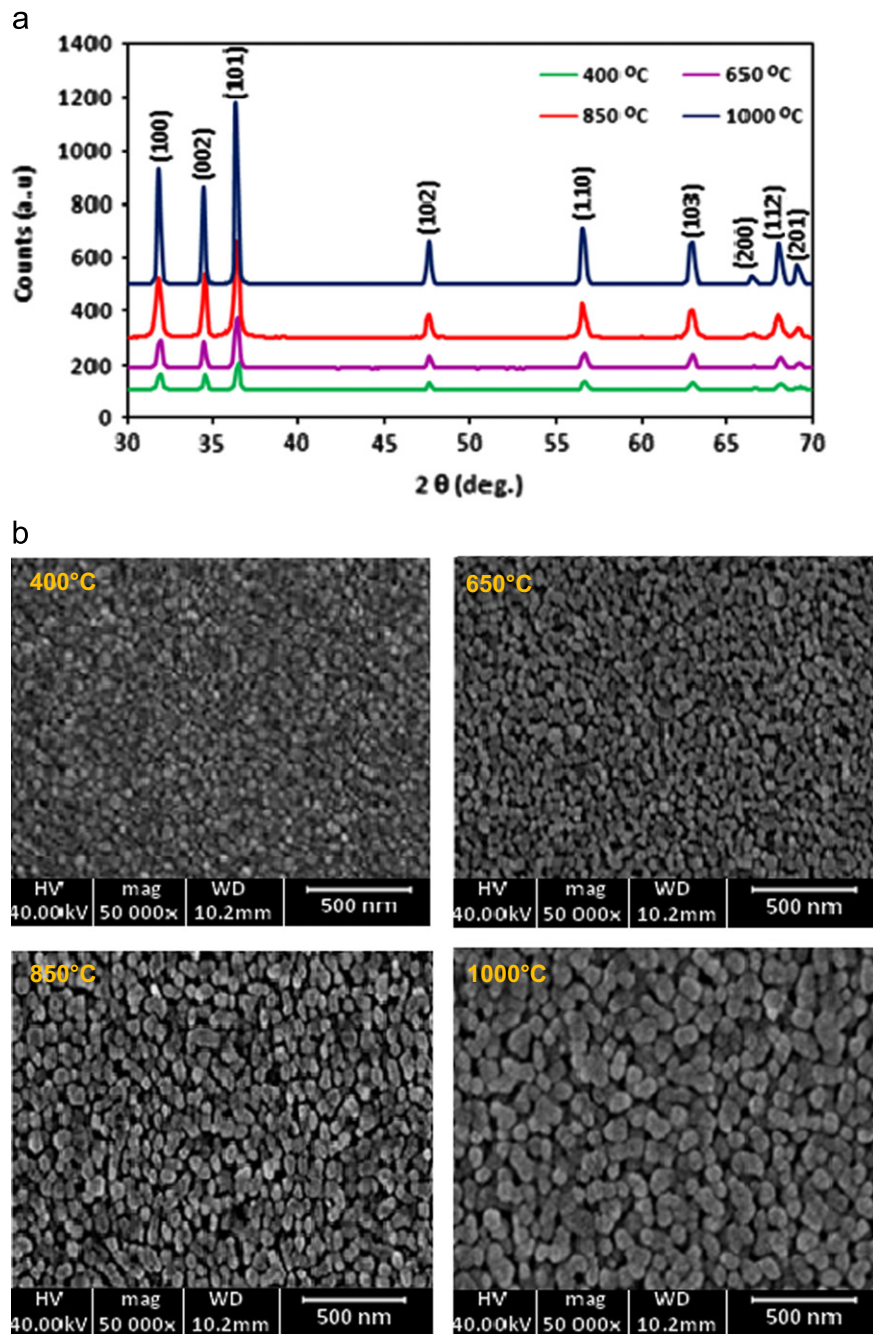 a
1400
1200
1000
800
600
400
200
0
Counts (a.u)
400 ºC
650 ºC
850 ºC
1000 ºC
(100)
(002)
(101)
(102)
(110)
(103)
(200)
(112)
(201)
30 35 40 45 50 55 60 65 70
2 θ (deg.)
b
400°C
HV mag WD
40.00kV 50 000x 10.2mm 500 nm
650°C
HV mag WD
40.00kV 50 000x 10.2mm 500 nm
850°C
HV mag WD
40.00kV 50 000x 10.2mm 500 nm
1000°C
HV mag WD
40.00kV 50 000x 10.2mm 500 nm